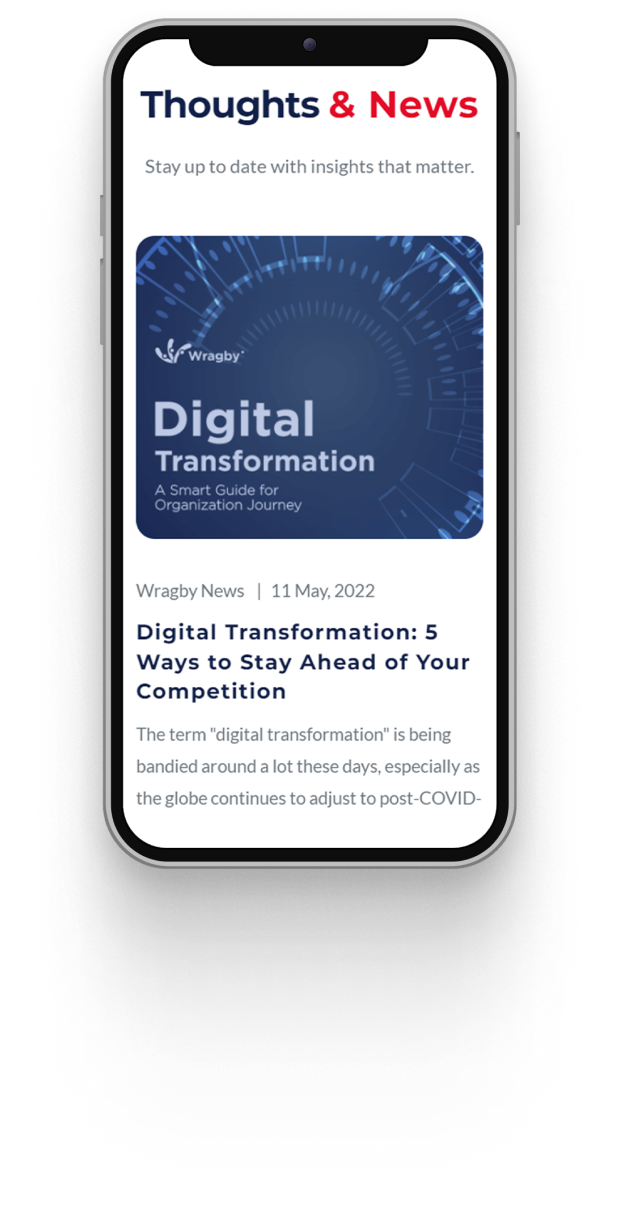 Thoughts & News
Stay up to date with insights that matter.
Wragby
Digital
Transformation
A Smart Guide for
Organization Journey
Wragby News | 11 May, 2022
Digital Transformation: 5
Ways to Stay Ahead of Your
Competition
The term "digital transformation" is being
bandied around a lot these days, especially as
the globe continues to adjust to post-COVID-